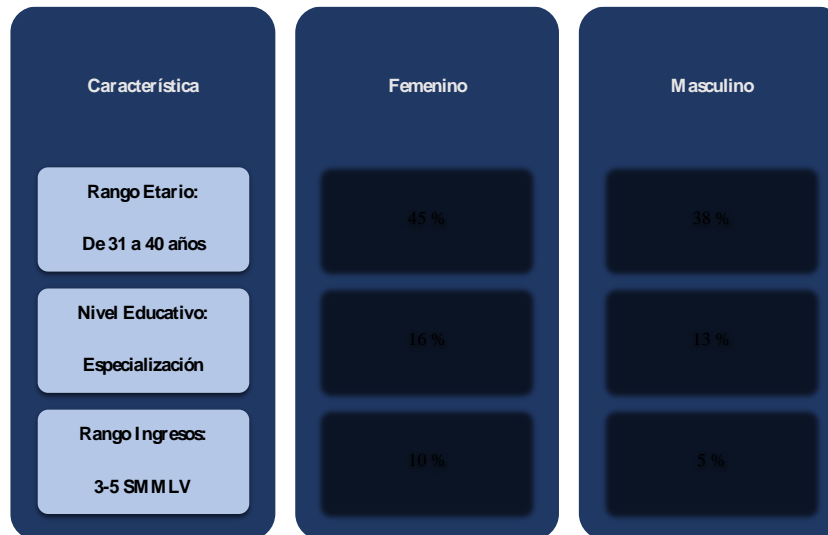 Característica
Femenino
Masculino
Rango Etario:
De 31 a 40 años
45 %
38 %
Nivel Educativo:
Especialización
16 %
13 %
Rango Ingresos:
3-5 SMMLV
10 %
5 %